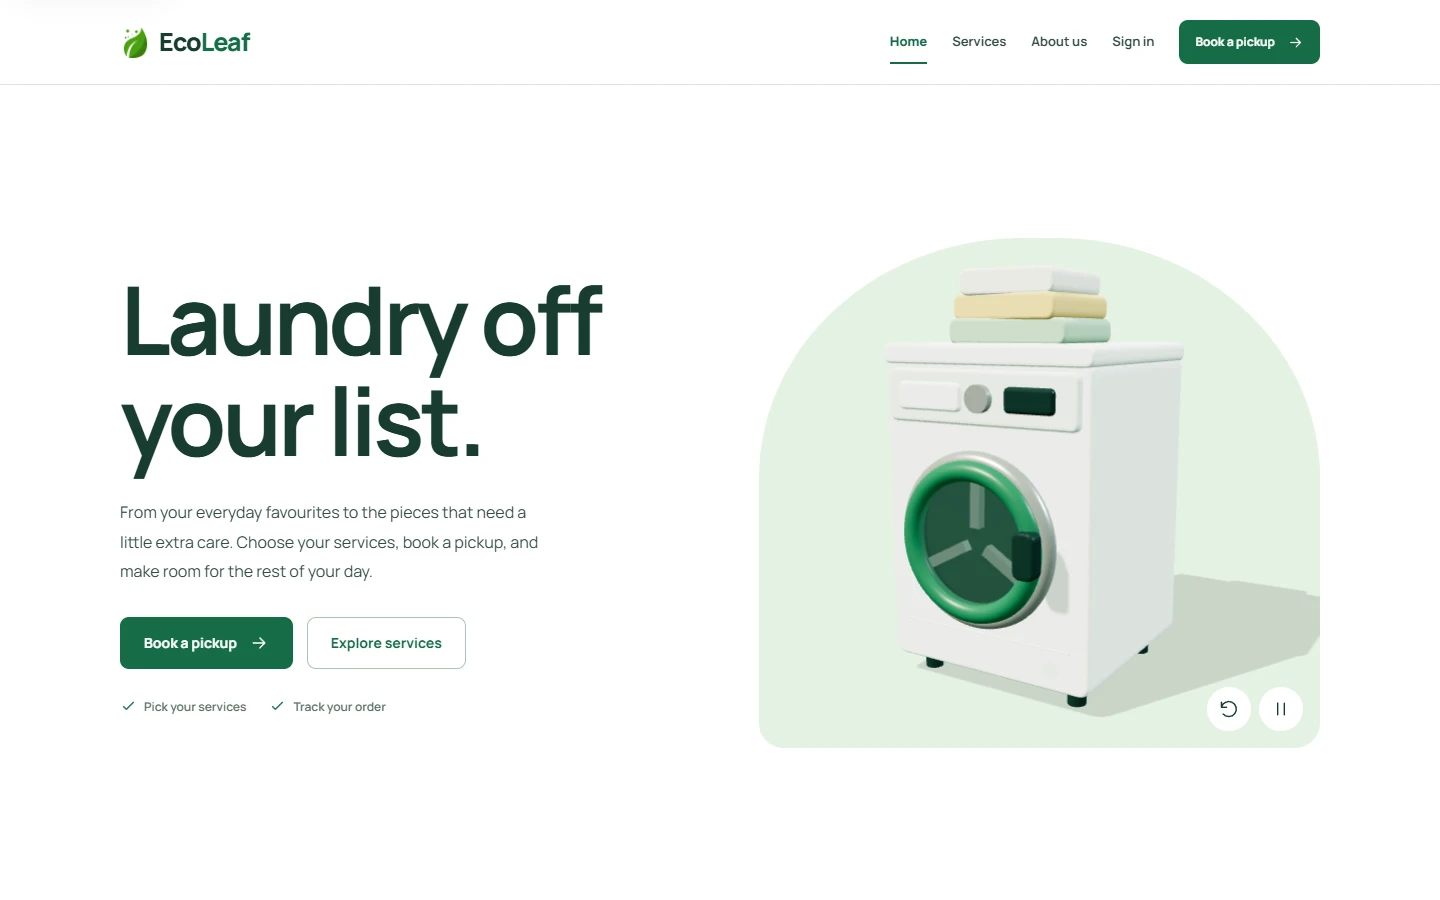 EcoLeaf
Home
Services
About us
Sign in
Book a pickup
Laundry off
your list.
From your everyday favourites to the pieces that need a
little extra care. Choose your services, book a pickup, and
make room for the rest of your day.
Book a pickup
Explore services
Pick your services
Track your order